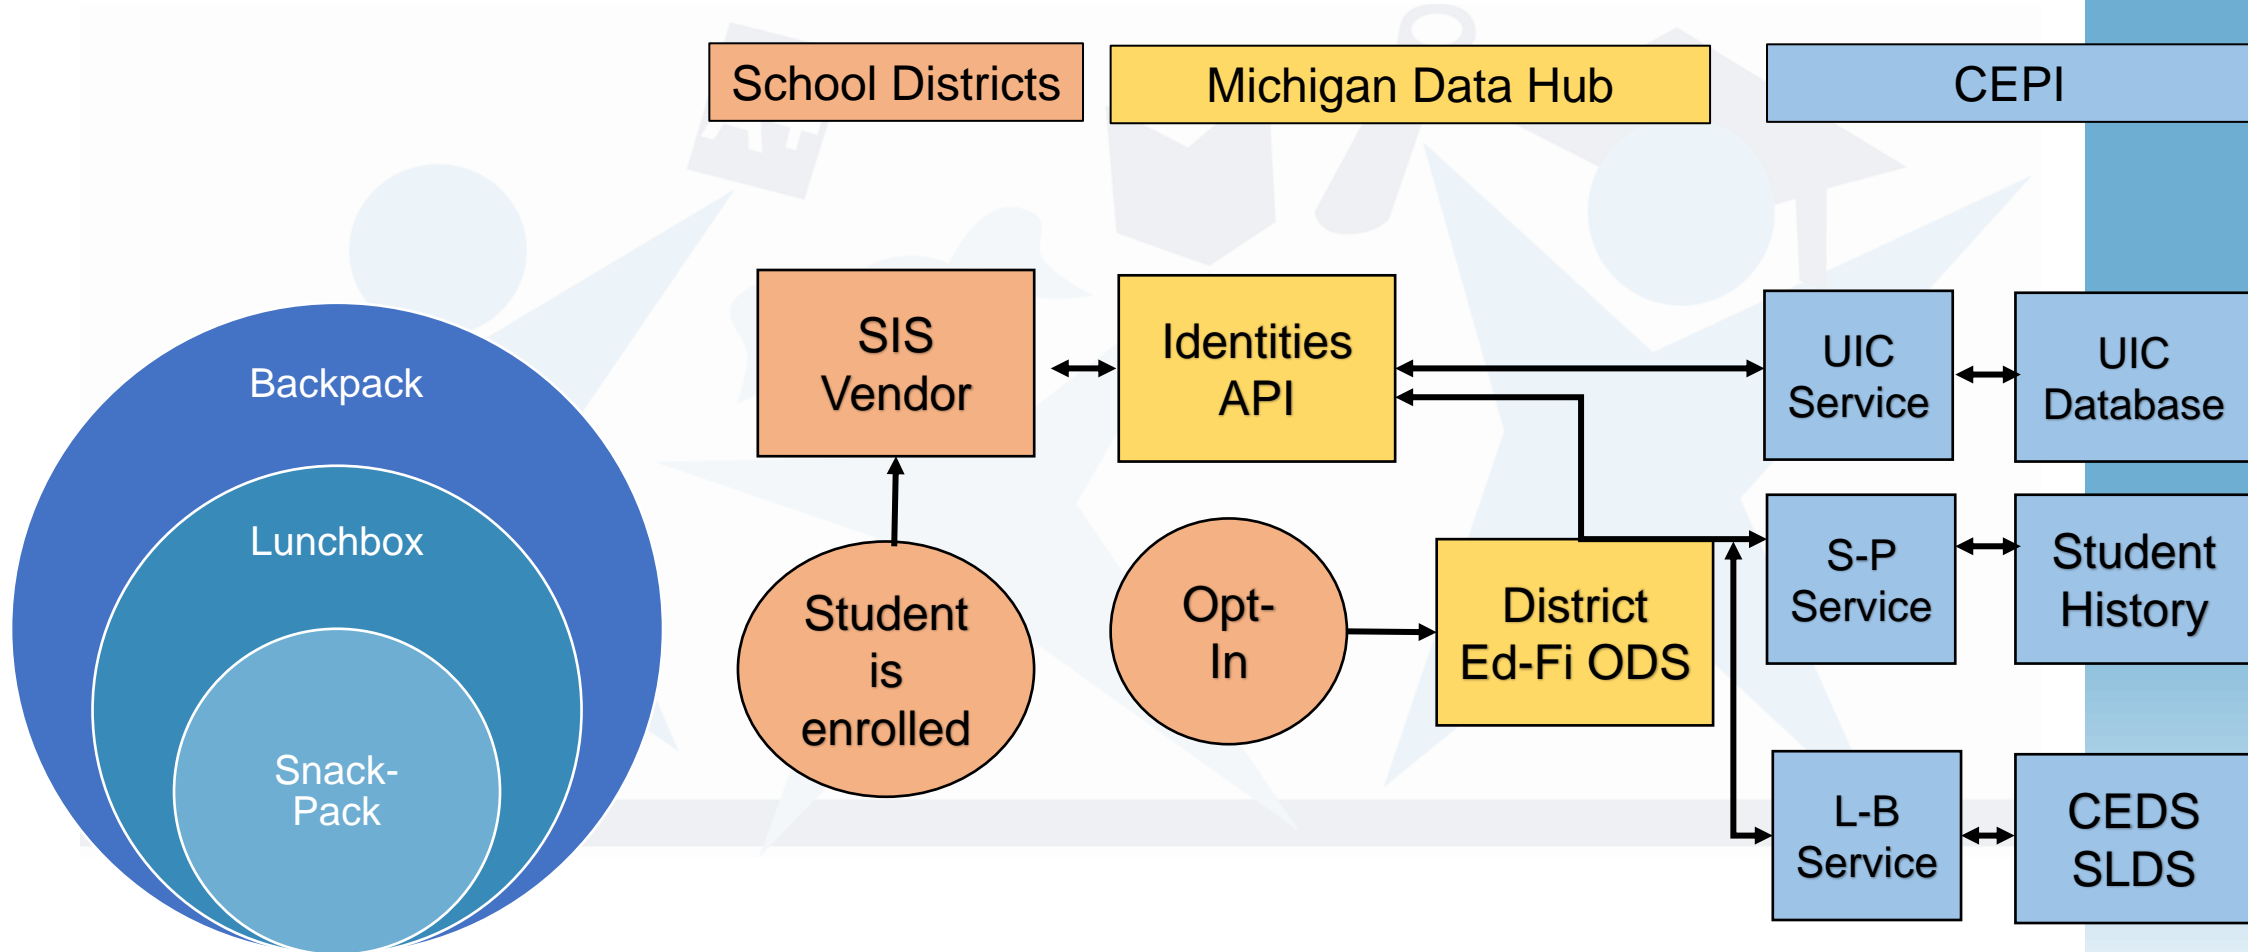 School Districts
Michigan Data Hub
CEPI
Backpack
Lunchbox
Snack-
Pack
SIS
Vendor
Identities
API
UIC
Service
UIC
Database
Student
is
enrolled
Opt-
In
District
Ed-Fi ODS
S-P
Service
Student
History
L-B
Service
CEDS
SLDS